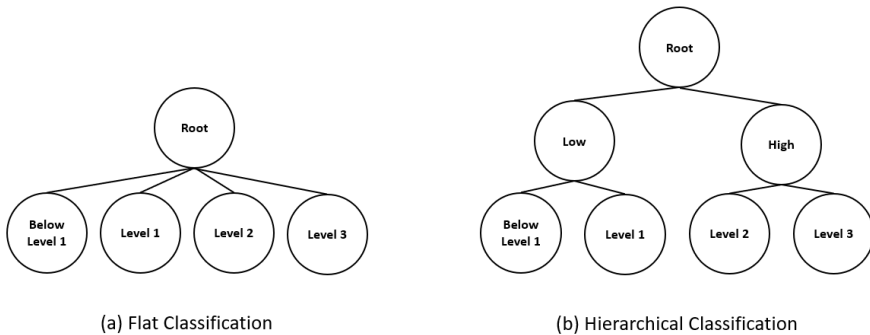 Root
Below
Level 1
Level 1
Level 2
Level 3
(a) Flat Classification
Root
Low
High
Below
Level 1
Level 1
Level 2
Level 3
(b) Hierarchical Classification